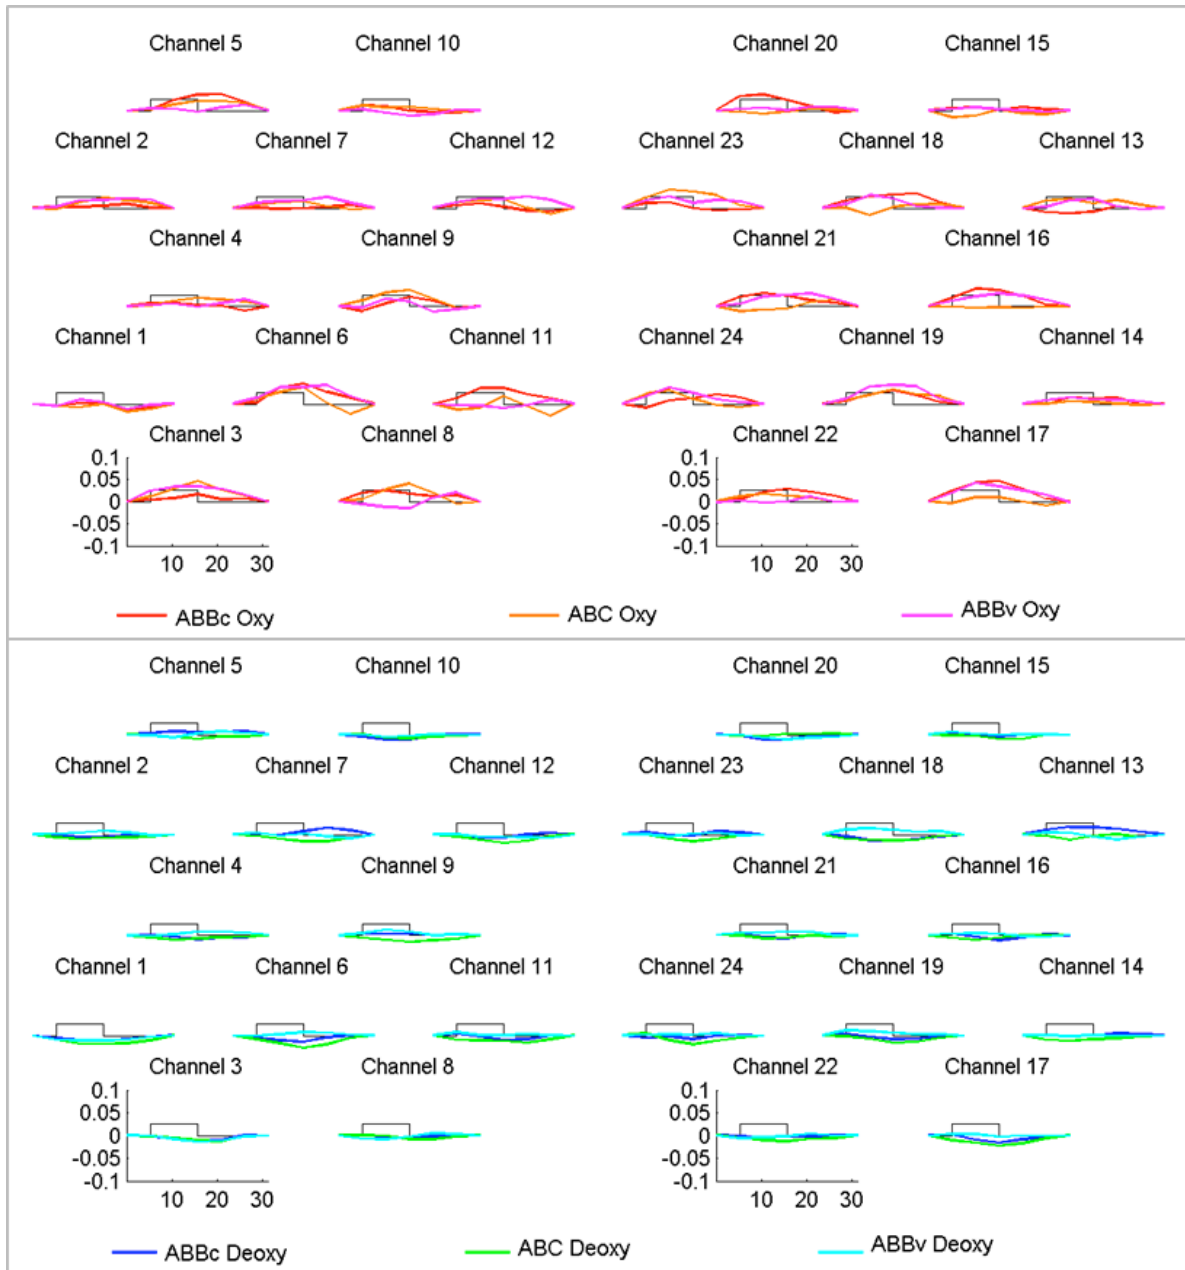 Channel 5 Channel 10 Channel 20 Channel 15
Channel 2 Channel 7 Channel 12 Channel 23 Channel 18 Channel 13
Channel 4 Channel 9 Channel 21 Channel 16
Channel 1 Channel 6 Channel 11 Channel 24 Channel 19 Channel 14
Channel 3 Channel 8 Channel 22 Channel 17
0.1 0.1
0.05 0.05
0 0
-0.05 -0.05
-0.1 -0.1
10 20 30 10 20 30
ABBc Oxy ABC Oxy ABBv Oxy
Channel 5 Channel 10 Channel 20 Channel 15
Channel 2 Channel 7 Channel 12 Channel 23 Channel 18 Channel 13
Channel 4 Channel 9 Channel 21 Channel 16
Channel 1 Channel 6 Channel 11 Channel 24 Channel 19 Channel 14
Channel 3 Channel 8 Channel 22 Channel 17
0.1 0.1
0.05 0.05
0 0
-0.05 -0.05
-0.1 -0.1
10 20 30 10 20 30
ABBc Deoxy ABC Deoxy ABBv Deoxy